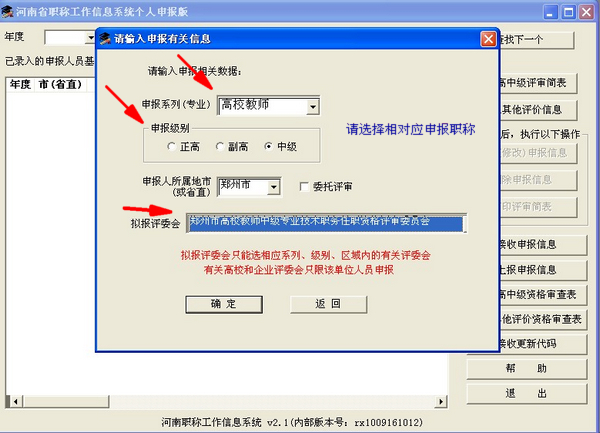 河南省职称工作信息系统个人申报版
年度
查找下一个
已录入的申报人员基
年度 市(省直)
请输入申报有关信息
请输入申报相关数据:
申报系列(专业) 高校教师
申报级别
正高 副高 中级
请选择相对应申报职称
申报人所属地市
(或省直) 郑州市 委托评审
拟报评委会 郑州市高校教师中级专业技术职务任职资格评审委员会
拟报评委会只能选相应系列、级别、区域内的有关评委会
有关高校和企业评委会只限该单位人员申报
确 定 返 回
高中级评审简表
其他评价信息
后，执行以下操作
修改)申报信息
除申报信息
印评审简表
接收申报信息
上报申报信息
高中级资格审查表
其他评价资格审查表
接收更新代码
帮 助
退 出
河南职称工作信息系统 v2.1(内部版本号: rx1009161012)